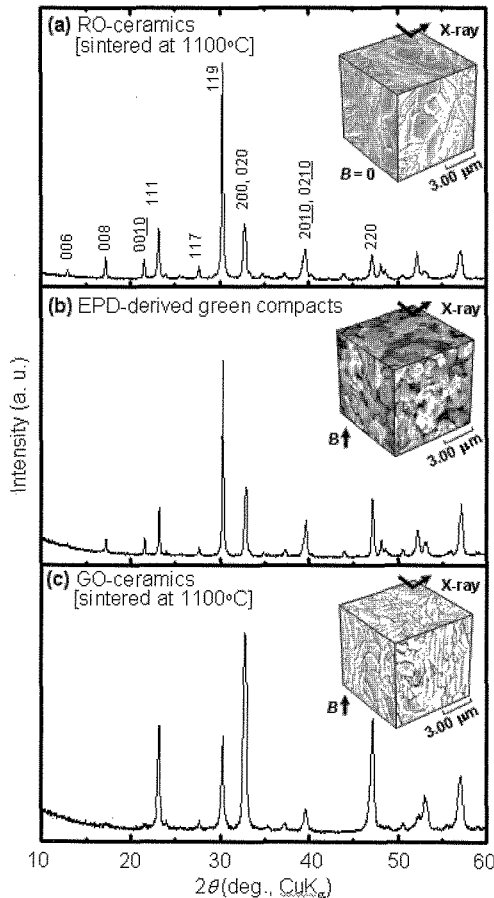 (a) RO-ceramics
[sintered at 1100°C]
X-ray
119
B = 0
3.00 μm
111
200, 020
006
008
0010
117
2010, 0210
220
(b) EPD-derived green compacts
X-ray
B
3.00 μm
Intensity (a. u.)
(c) GO-ceramics
[sintered at 1100°C]
X-ray
B
3.00 μm
10 20 30 40 50 60
2θ (deg., CuKα)